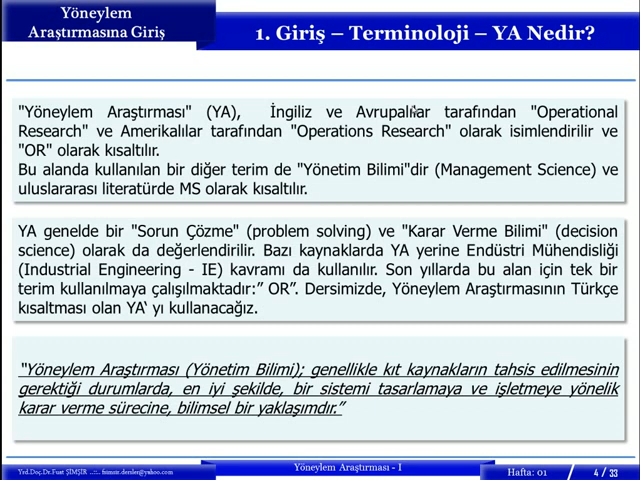 Yöneylem
Araştırmasına Giriş
1. Giriş – Terminoloji – YA Nedir?
"Yöneylem Araştırması" (YA), İngiliz ve Avrupalılar tarafından "Operational
Research" ve Amerikalılar tarafından "Operations Research" olarak isimlendirilir ve
"OR" olarak kısaltılır.
Bu alanda kullanılan bir diğer terim de "Yönetim Bilimi"dir (Management Science) ve
uluslararası literatürde MS olarak kısaltılır.
YA genelde bir "Sorun Çözme" (problem solving) ve "Karar Verme Bilimi" (decision
science) olarak da değerlendirilir. Bazı kaynaklarda YA yerine Endüstri Mühendisliği
(Industrial Engineering - IE) kavramı da kullanılır. Son yıllarda bu alan için tek bir
terim kullanılmaya çalışılmaktadır:” OR”. Dersimizde, Yöneylem Araştırmasının Türkçe
kısaltması olan YA‘ yı kullanacağız.
“Yöneylem Araştırması (Yönetim Bilimi); genellikle kıt kaynakların tahsis edilmesinin
gerektiği durumlarda, en iyi şekilde, bir sistemi tasarlamaya ve işletmeye yönelik
karar verme sürecine, bilimsel bir yaklaşımdır.”
Yrd.Doç.Dr.Fuat ŞİMŞİR ..::.. fsimsir.dersler@yahoo.com
Yöneylem Araştırması - I
Hafta: 01
4 / 33